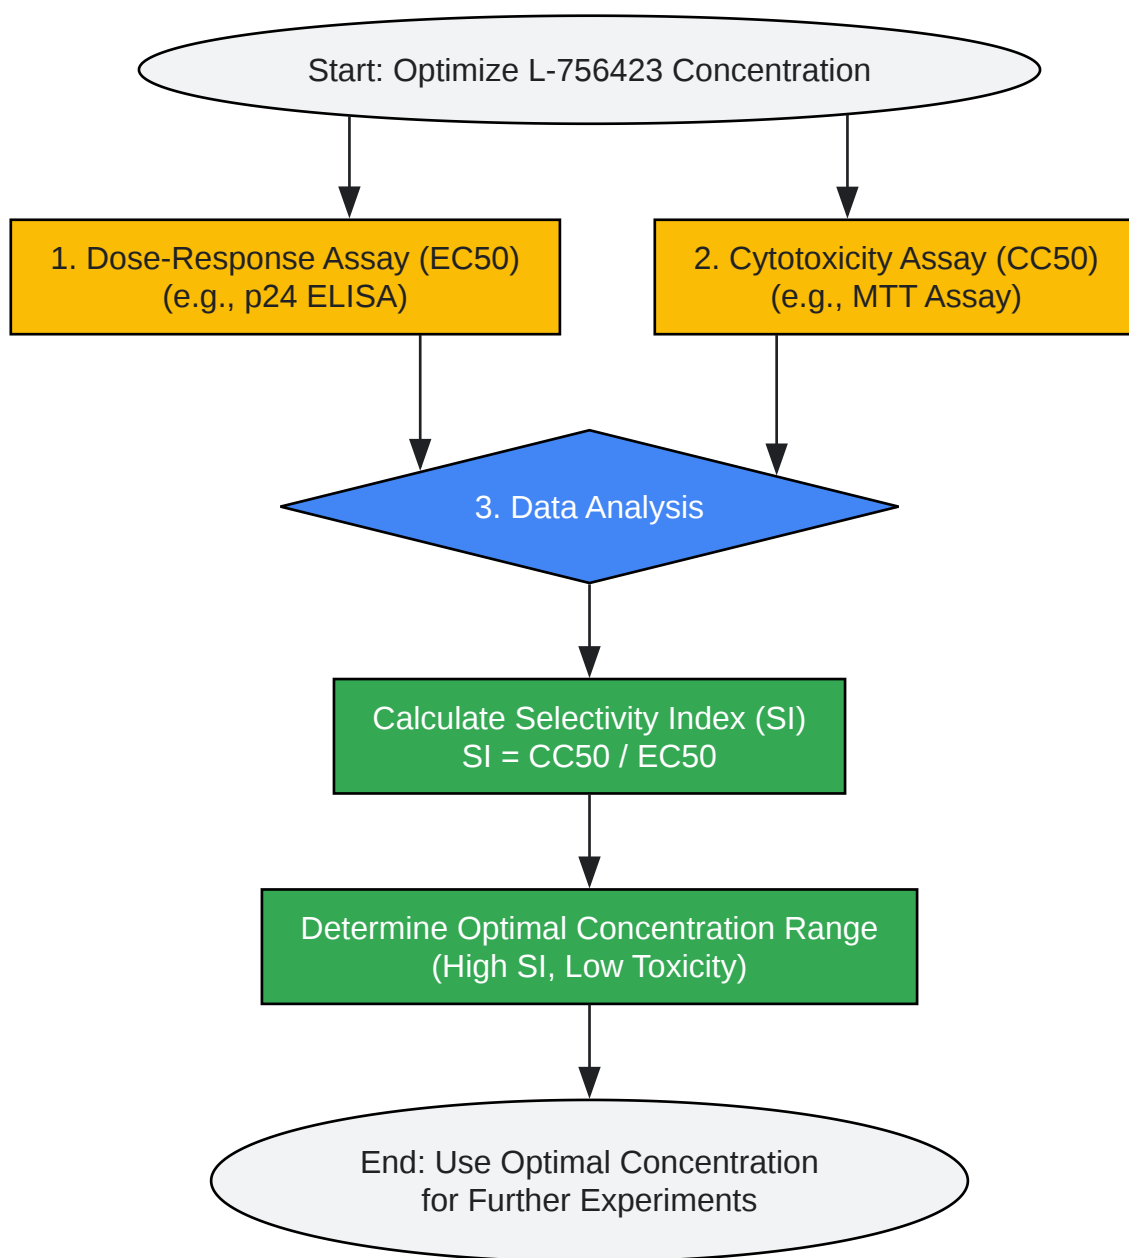 Start: Optimize L-756423 Concentration
1. Dose-Response Assay (EC50)
(e.g., p24 ELISA)
2. Cytotoxicity Assay (CC50)
(e.g., MTT Assay)
3. Data Analysis
Calculate Selectivity Index (SI)
SI = CC50 / EC50
Determine Optimal Concentration Range
(High SI, Low Toxicity)
End: Use Optimal Concentration
for Further Experiments